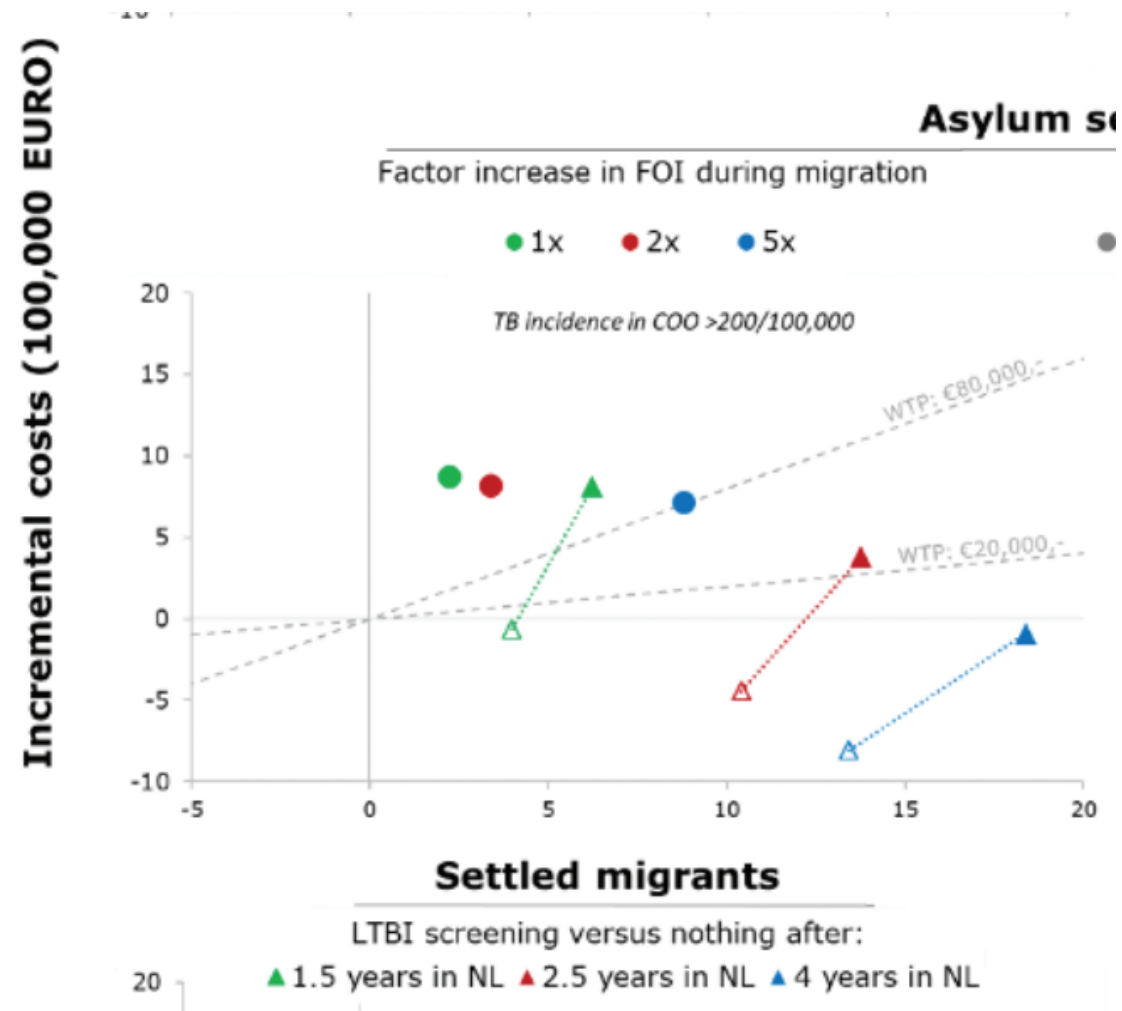 Incremental costs (100,000 EURO)
Asylum
Factor increase in FOI during migration
1x 2x 5x
20
TB incidence in COO >200/100,000
15
WTP: €80,000,-
10
5
WTP: €20,000,-
0
-5
-10
-5 0 5 10 15 20
Settled migrants
LTBI screening versus nothing after:
1.5 years in NL 2.5 years in NL 4 years in NL
20